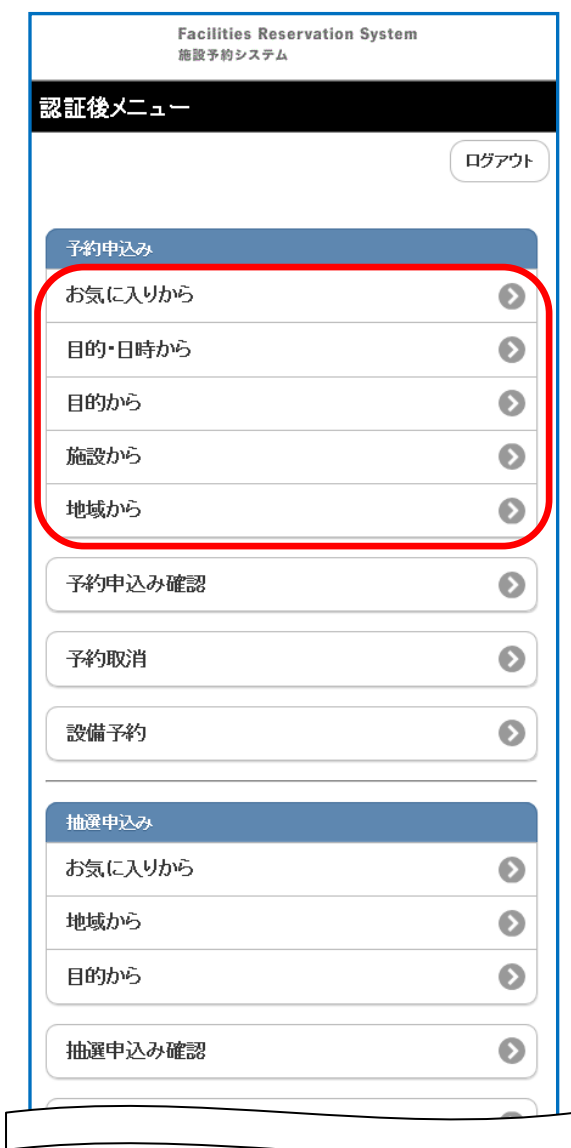 Facilities Reservation System
施設予約システム
認証後メニュー
ログアウト
予約申込み
お気に入りから
目的・日時から
目的から
施設から
地域から
予約申込み確認
予約取消
設備予約
抽選申込み
お気に入りから
地域から
目的から
抽選申込み確認